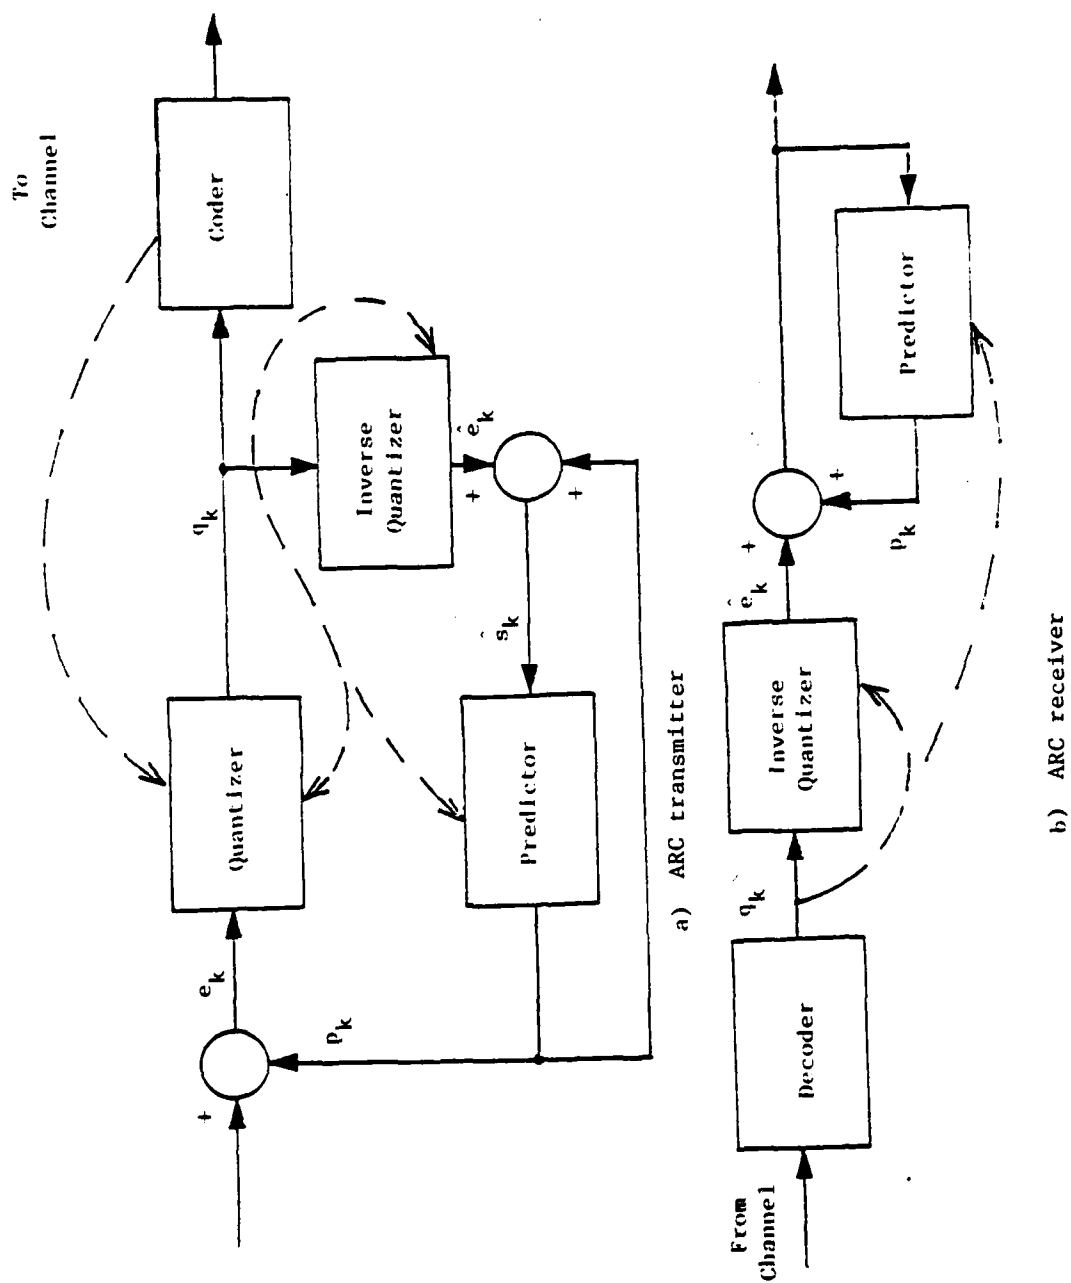 To
Channel
+
e_k
Quantizer
q_k
Coder
p_k
Inverse
Quantizer
ê_k
+
+
Predictor
ŝ_k
a) ARC transmitter
From
Channel
Decoder
q_k
Inverse
Quantizer
ê_k
+
+
p_k
Predictor
b) ARC receiver